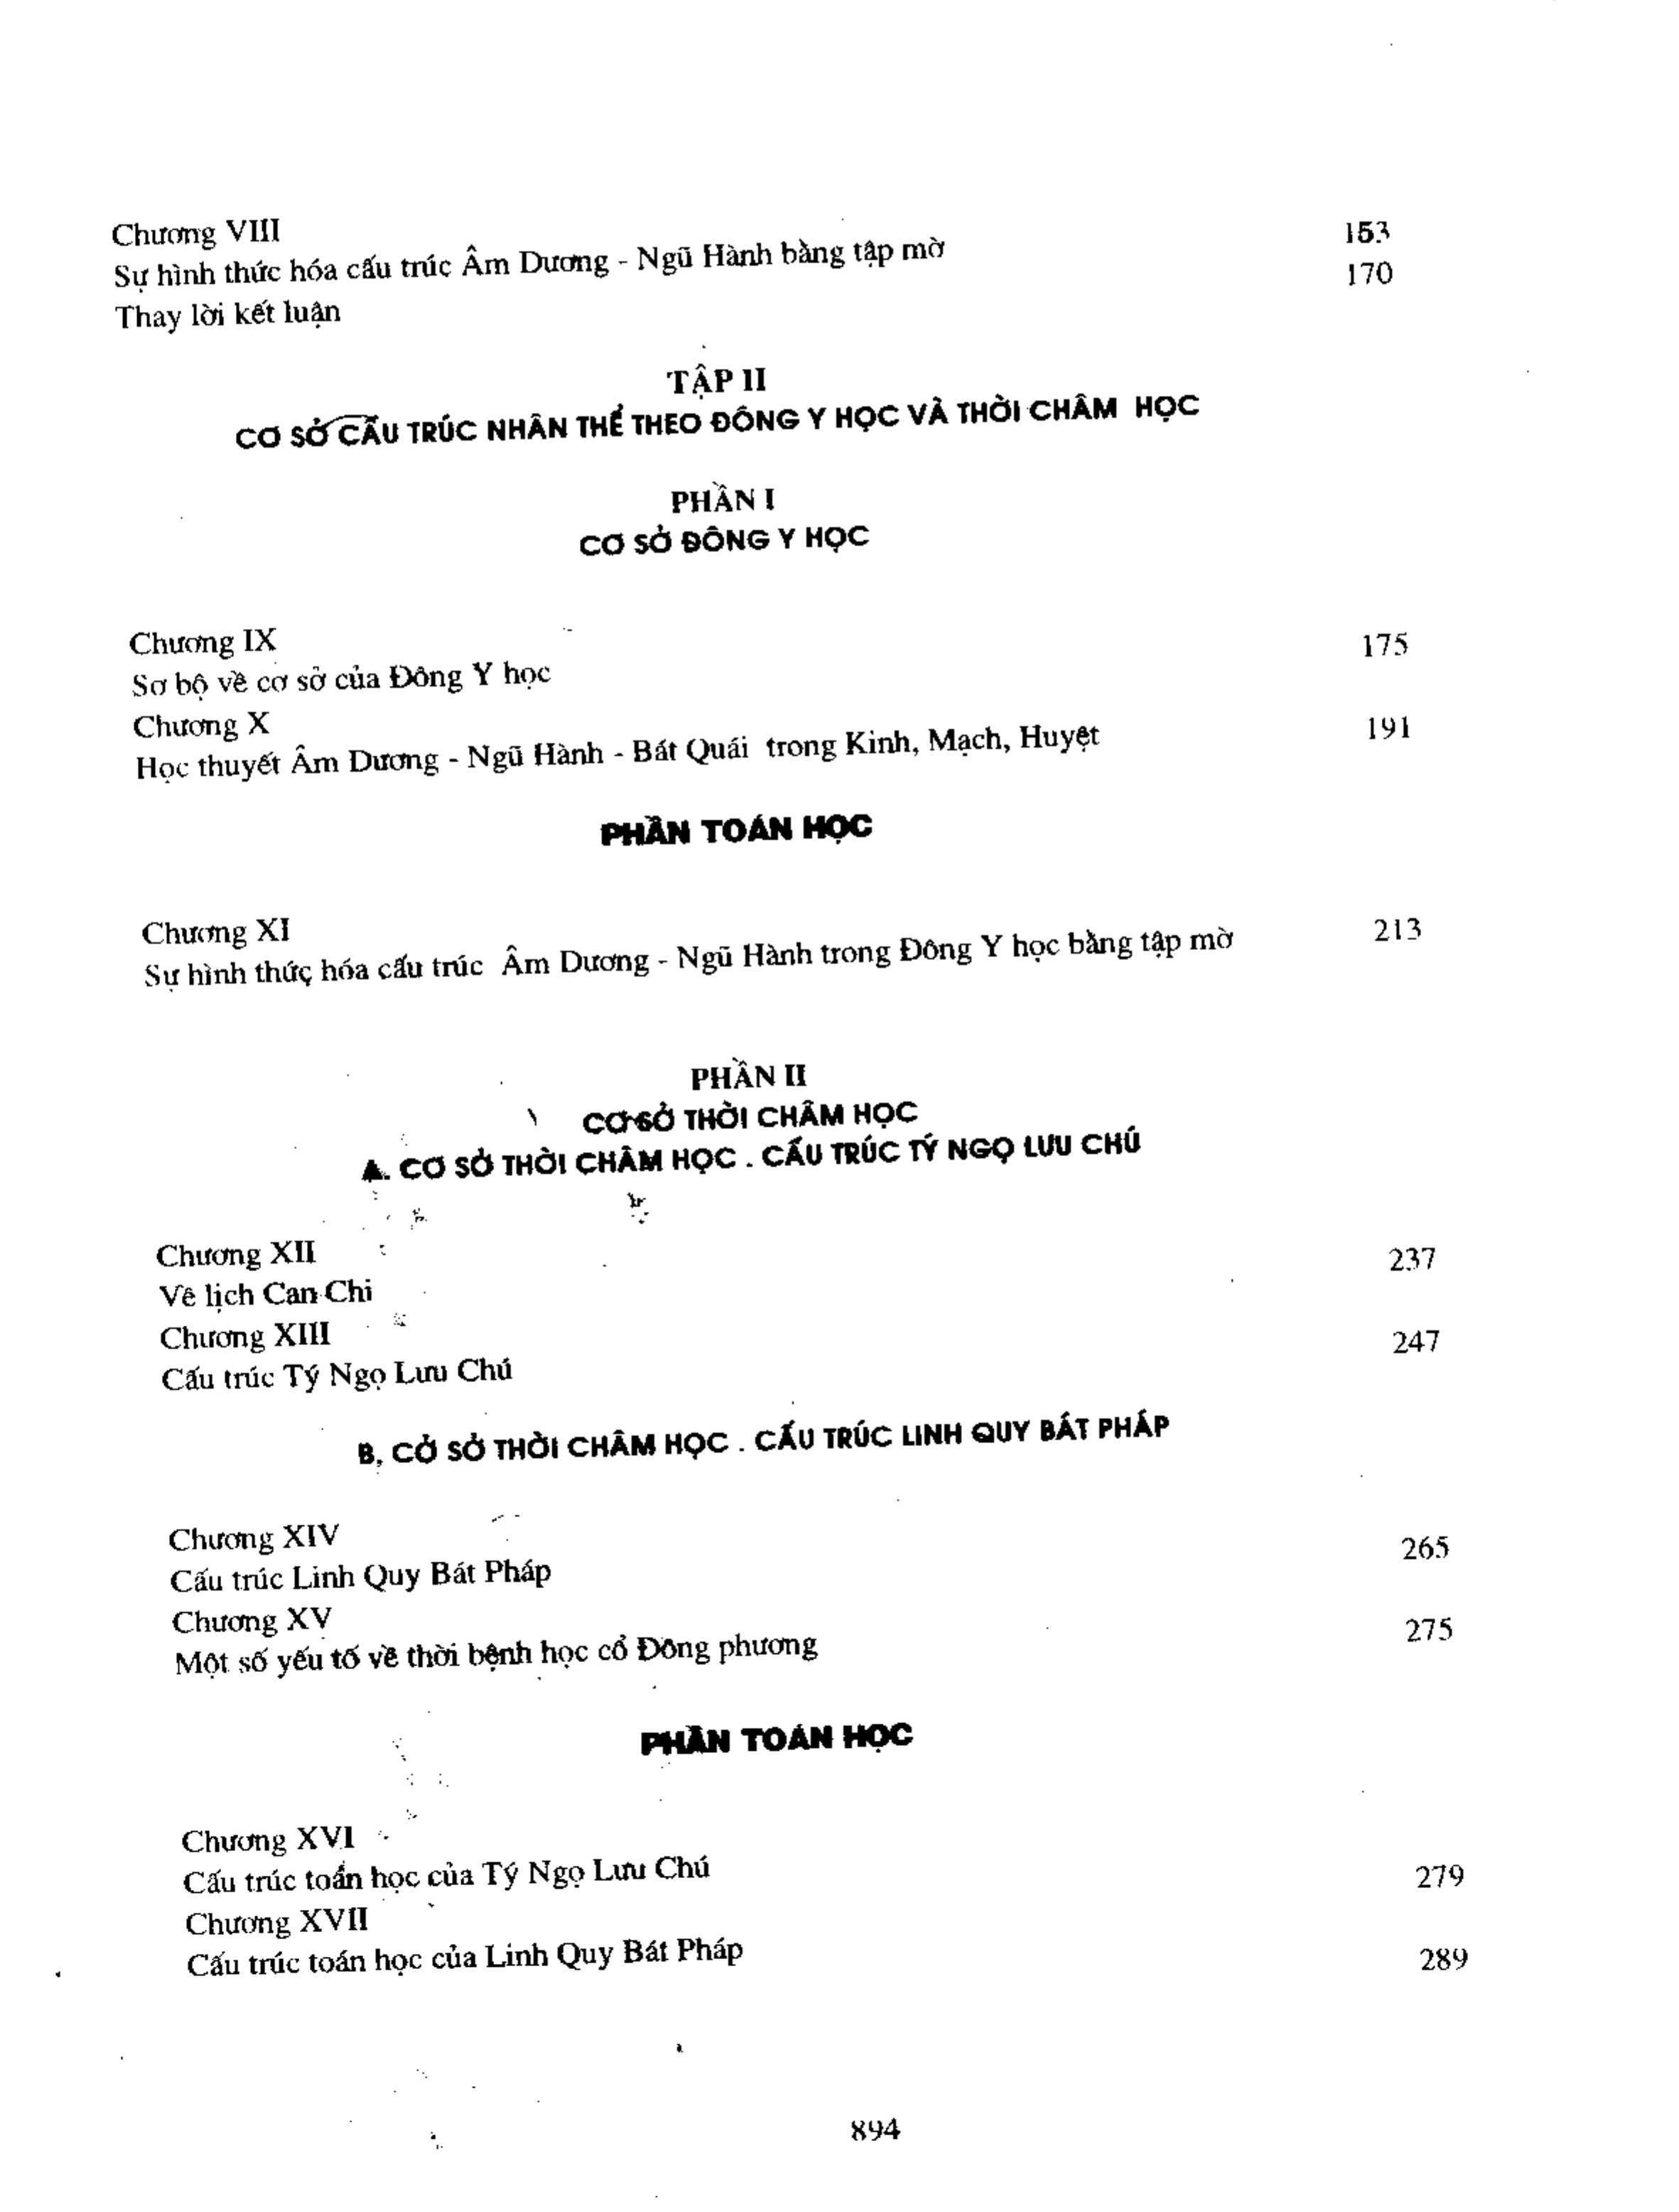 Chương VIII
Sự hình thức hóa cấu trúc Âm Dương - Ngũ Hành bằng tập mờ 153
Thay lời kết luận 170
TẬP II
CƠ SỞ CẤU TRÚC NHÂN THỂ THEO ĐÔNG Y HỌC VÀ THỜI CHÂM HỌC
PHẦN I
CƠ SỞ ĐÔNG Y HỌC
Chương IX
Sơ bộ về cơ sở của Đông Y học 175
Chương X
Học thuyết Âm Dương - Ngũ Hành - Bát Quái trong Kinh, Mạch, Huyệt 191
PHẦN TOÁN HỌC
Chương XI
Sự hình thức hóa cấu trúc Âm Dương - Ngũ Hành trong Đông Y học bằng tập mờ 213
PHẦN II
CƠ SỞ THỜI CHÂM HỌC
A. CƠ SỞ THỜI CHÂM HỌC . CẤU TRÚC TÝ NGỌ LƯU CHÚ
Chương XII
Về lịch Can Chi 237
Chương XIII
Cấu trúc Tý Ngọ Lưu Chú 247
B. CỞ SỞ THỜI CHÂM HỌC . CẤU TRÚC LINH QUY BÁT PHÁP
Chương XIV
Cấu trúc Linh Quy Bát Pháp 265
Chương XV
Một số yếu tố về thời bệnh học cổ Đông phương 275
PHẦN TOÁN HỌC
Chương XVI
Cấu trúc toán học của Tý Ngọ Lưu Chú 279
Chương XVII
Cấu trúc toán học của Linh Quy Bát Pháp 289
894